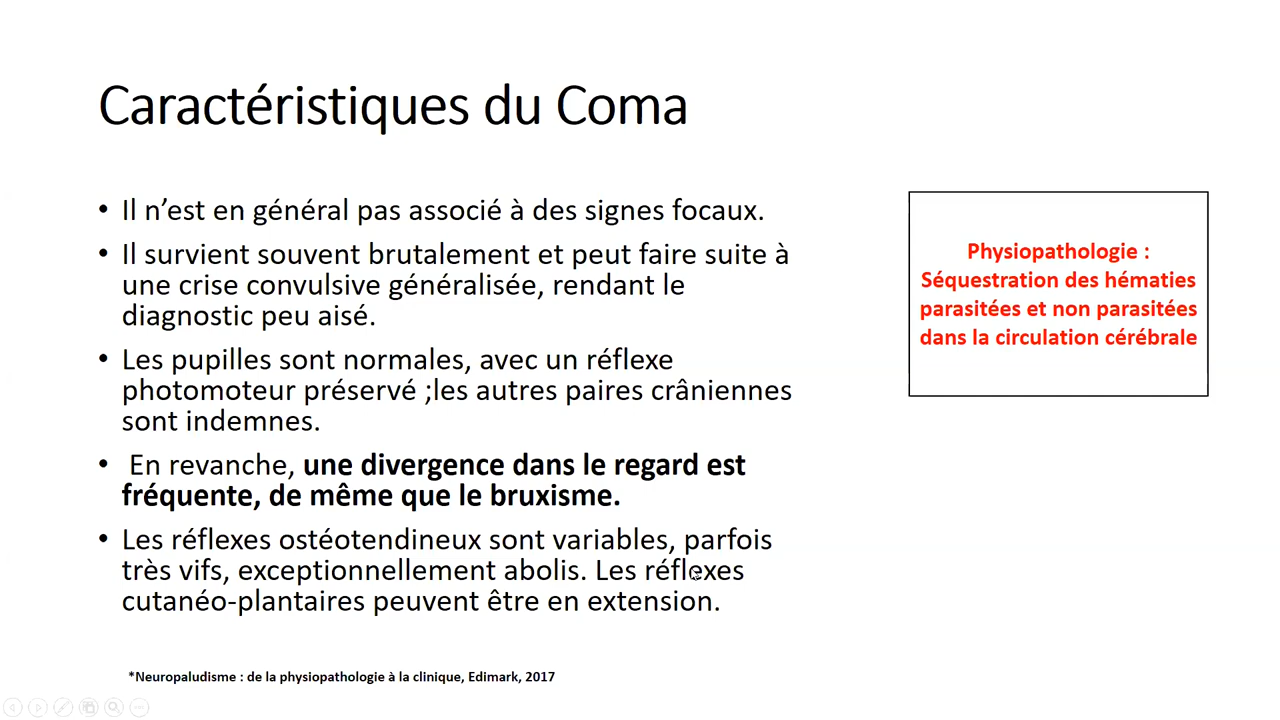 Caractéristiques du Coma
• Il n’est en général pas associé à des signes focaux.
• Il survient souvent brutalement et peut faire suite à
une crise convulsive généralisée, rendant le
diagnostic peu aisé.
• Les pupilles sont normales, avec un réflexe
photomoteur préservé ;les autres paires crâniennes
sont indemnes.
• En revanche, une divergence dans le regard est
fréquente, de même que le bruxisme.
• Les réflexes ostéotendineux sont variables, parfois
très vifs, exceptionnellement abolis. Les réflexes
cutanéo-plantaires peuvent être en extension.
Physiopathologie :
Séquestration des hématies
parasitées et non parasitées
dans la circulation cérébrale
*Neuropaludisme : de la physiopathologie à la clinique, Edimark, 2017